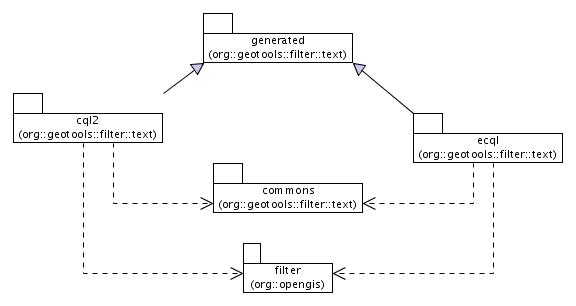 generated
(org::geotools::filter::text)
cql2
(org::geotools::filter::text)
ecql
(org::geotools::filter::text)
commons
(org::geotools::filter::text)
filter
(org::opengis)